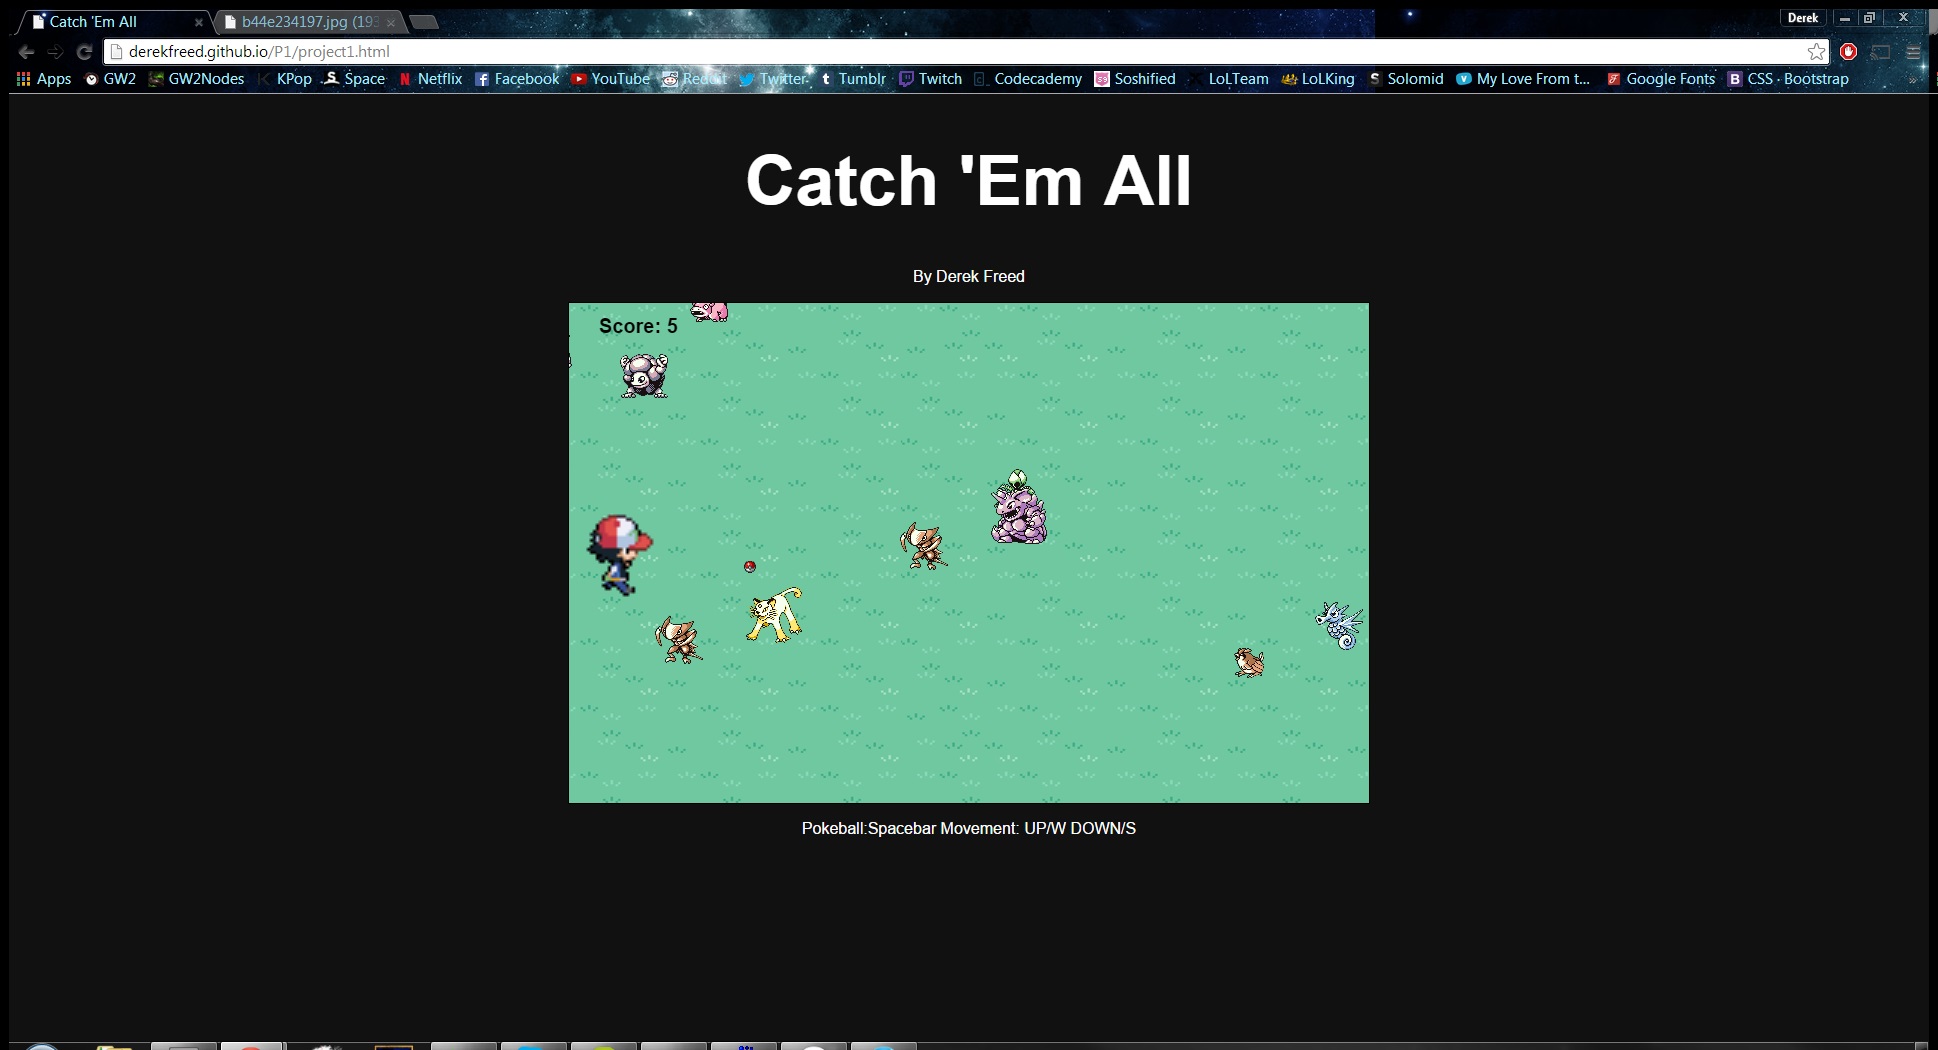 Catch 'Em All
b44e234197.jpg (193
Derek
derekfreed.github.io/P1/project1.html
Apps GW2 GW2Nodes KPop Space Netflix Facebook YouTube Reddit Twitter Tumblr Twitch Codecademy Soshified LoLTeam LoLKing Solomid My Love From t... Google Fonts CSS · Bootstrap »
Catch 'Em All
By Derek Freed
Score: 5
Pokeball:Spacebar Movement: UP/W DOWN/S